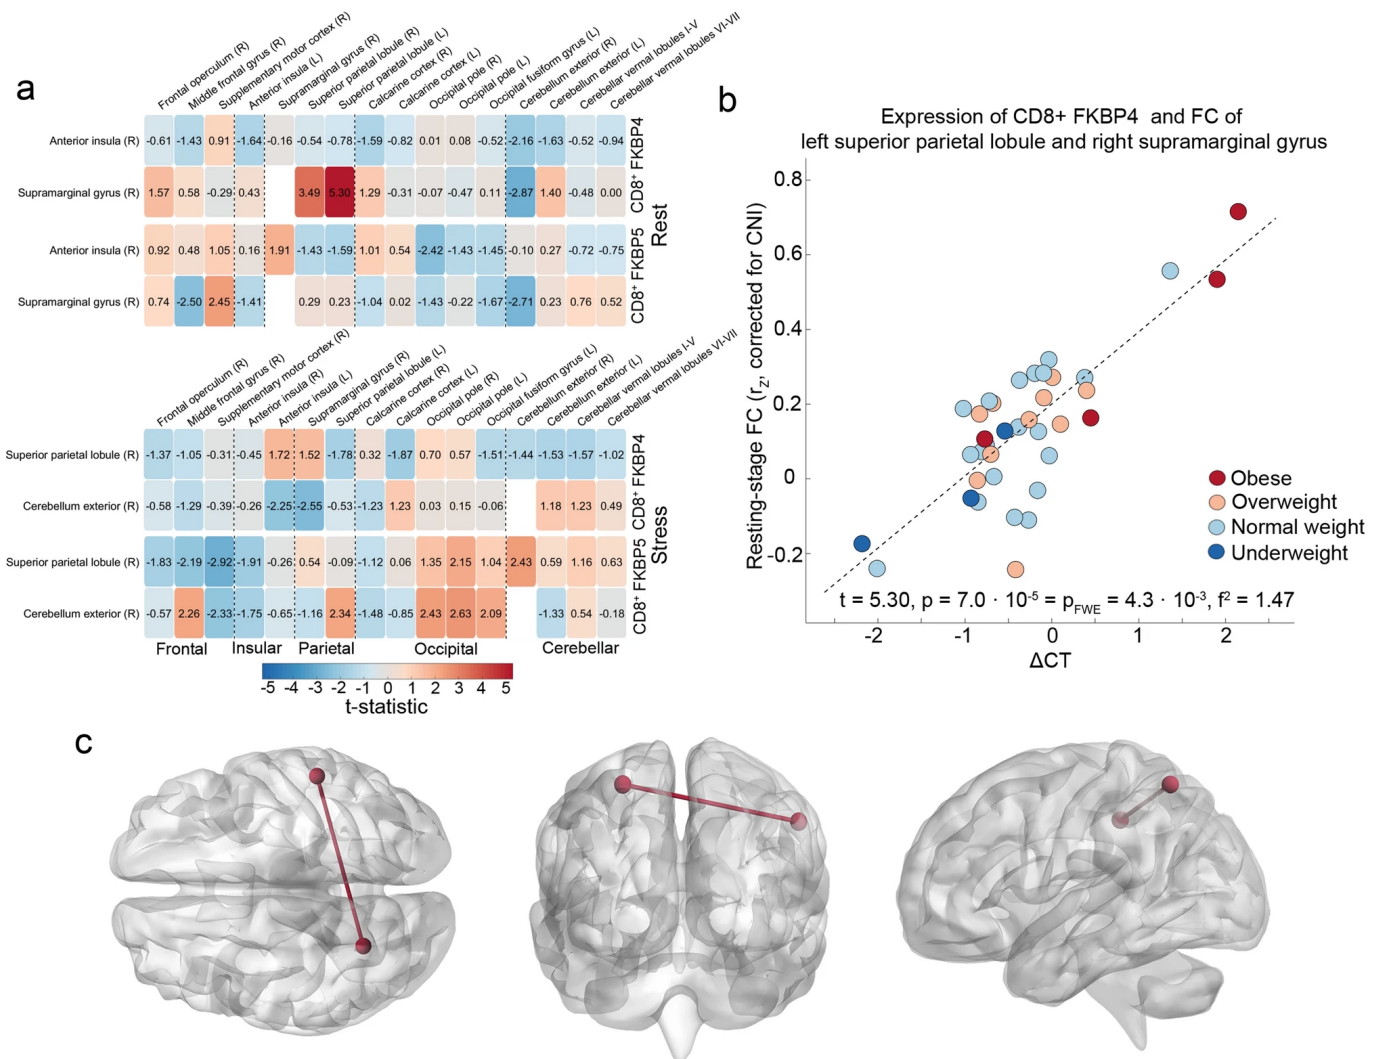 a
Frontal operculum (R)
Middle frontal gyrus (R)
Supplementary motor cortex (R)
Anterior insula (L)
Supramarginal gyrus (R)
Superior parietal lobule (R)
Superior parietal lobule (L)
Calcarine cortex (R)
Calcarine cortex (L)
Occipital pole (R)
Occipital pole (L)
Occipital fusiform gyrus (L)
Cerebellum exterior (R)
Cerebellum exterior (L)
Cerebellar vermal lobules I-V
Cerebellar vermal lobules VI-VII
Anterior insula (R) -0.61 -1.43 0.91 -1.64 -0.16 -0.54 -0.78 -1.59 -0.82 0.01 0.08 -0.52 -2.16 -1.63 -0.52 -0.94
Supramarginal gyrus (R) 1.57 0.58 -0.29 0.43 3.49 5.30 1.29 -0.31 -0.07 -0.47 0.11 -2.87 1.40 -0.48 0.00
CD8⁺ FKBP4
Anterior insula (R) 0.92 0.48 1.05 0.16 1.91 -1.43 -1.59 1.01 0.54 -2.42 -1.43 -1.45 -0.10 0.27 -0.72 -0.75
Supramarginal gyrus (R) 0.74 -2.50 2.45 -1.41 0.29 0.23 -1.04 0.02 -1.43 -0.22 -1.67 -2.71 0.23 0.76 0.52
CD8⁺ FKBP5
Rest
Frontal operculum (R)
Middle frontal gyrus (R)
Supplementary motor cortex (R)
Anterior insula (R)
Anterior insula (L)
Supramarginal gyrus (R)
Superior parietal lobule (L)
Calcarine cortex (R)
Calcarine cortex (L)
Occipital pole (R)
Occipital pole (L)
Occipital fusiform gyrus (L)
Cerebellum exterior (R)
Cerebellum exterior (L)
Cerebellar vermal lobules I-V
Cerebellar vermal lobules VI-VII
Superior parietal lobule (R) -1.37 -1.05 -0.31 -0.45 1.72 1.52 -1.78 0.32 -1.87 0.70 0.57 -1.51 -1.44 -1.53 -1.57 -1.02
Cerebellum exterior (R) -0.58 -1.29 -0.39 -0.26 -2.25 -2.55 -0.53 -1.23 1.23 0.03 0.15 -0.06 1.18 1.23 0.49
CD8⁺ FKBP4
Superior parietal lobule (R) -1.83 -2.19 -2.92 -1.91 -0.26 0.54 -0.09 -1.12 0.06 1.35 2.15 1.04 2.43 0.59 1.16 0.63
Cerebellum exterior (R) -0.57 2.26 -2.33 -1.75 -0.65 -1.16 2.34 -1.48 -0.85 2.43 2.63 2.09 -1.33 0.54 -0.18
CD8⁺ FKBP5
Stress
Frontal Insular Parietal Occipital Cerebellar
-5 -4 -3 -2 -1 0 1 2 3 4 5
t-statistic
b
Expression of CD8+ FKBP4 and FC of
left superior parietal lobule and right supramarginal gyrus
Resting-stage FC (rZ, corrected for CNI)
0.8
0.6
0.4
0.2
0
-0.2
Obese
Overweight
Normal weight
Underweight
t = 5.30, p = 7.0 · 10⁻⁵ = pFWE = 4.3 · 10⁻³, f² = 1.47
-2 -1 0 1 2
ΔCT
c